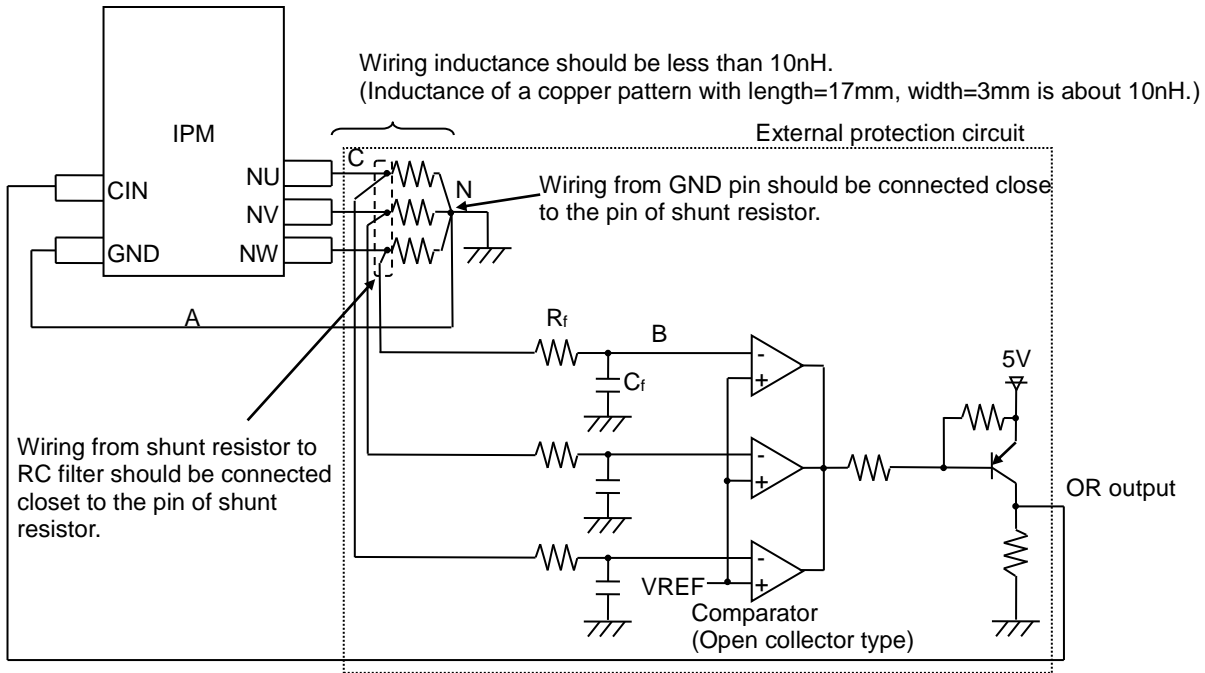 Wiring inductance should be less than 10nH.
(Inductance of a copper pattern with length=17mm, width=3mm is about 10nH.)
External protection circuit
IPM
C
NU
CIN
N
Wiring from GND pin should be connected close
to the pin of shunt resistor.
NV
GND
NW
A
Rf
B
5V
Cf
-
+
Wiring from shunt resistor to
RC filter should be connected
closet to the pin of shunt
resistor.
-
+
OR output
-
VREF
+
Comparator
(Open collector type)